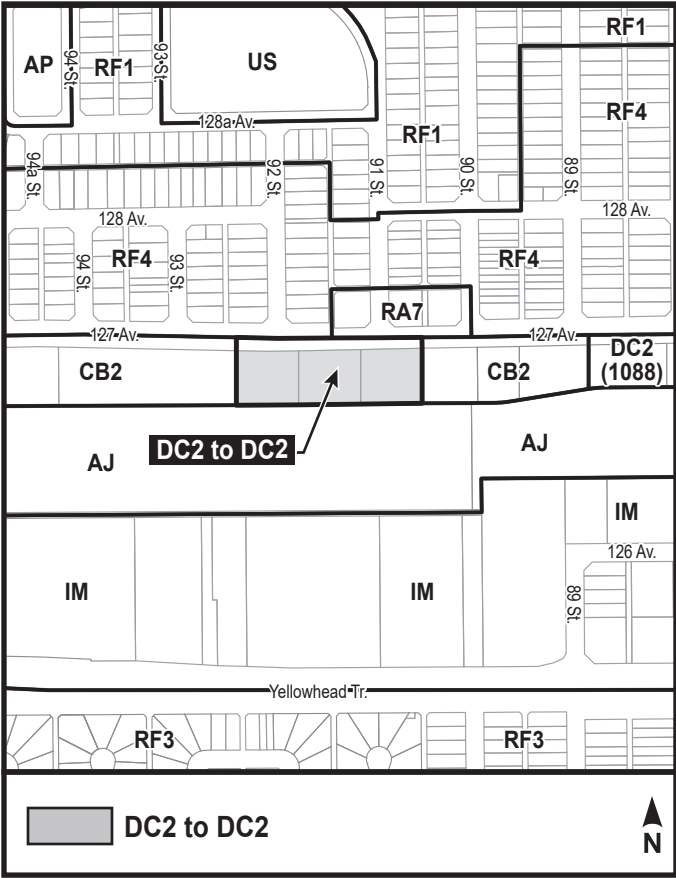 RF1
AP
94 St.
RF1
93 St.
US
RF4
128a Av.
RF1
94a St.
92 St.
91 St.
90 St.
89 St.
128 Av.
128 Av.
94 St.
RF4
93 St.
RF4
RA7
127 Av.
127 Av.
CB2
CB2
DC2
(1088)
DC2 to DC2
AJ
AJ
IM
126 Av.
IM
IM
89 St.
Yellowhead Tr.
RF3
RF3
DC2 to DC2
N